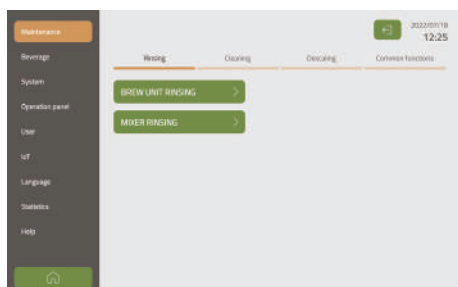 Maintenance
2022/01/18
12:25
Beverage
Rinsing
Cleaning
Descaling
Common functions
System
BREW UNIT RINSING
Operation panel
MIXER RINSING
User
IoT
Language
Statistics
Help